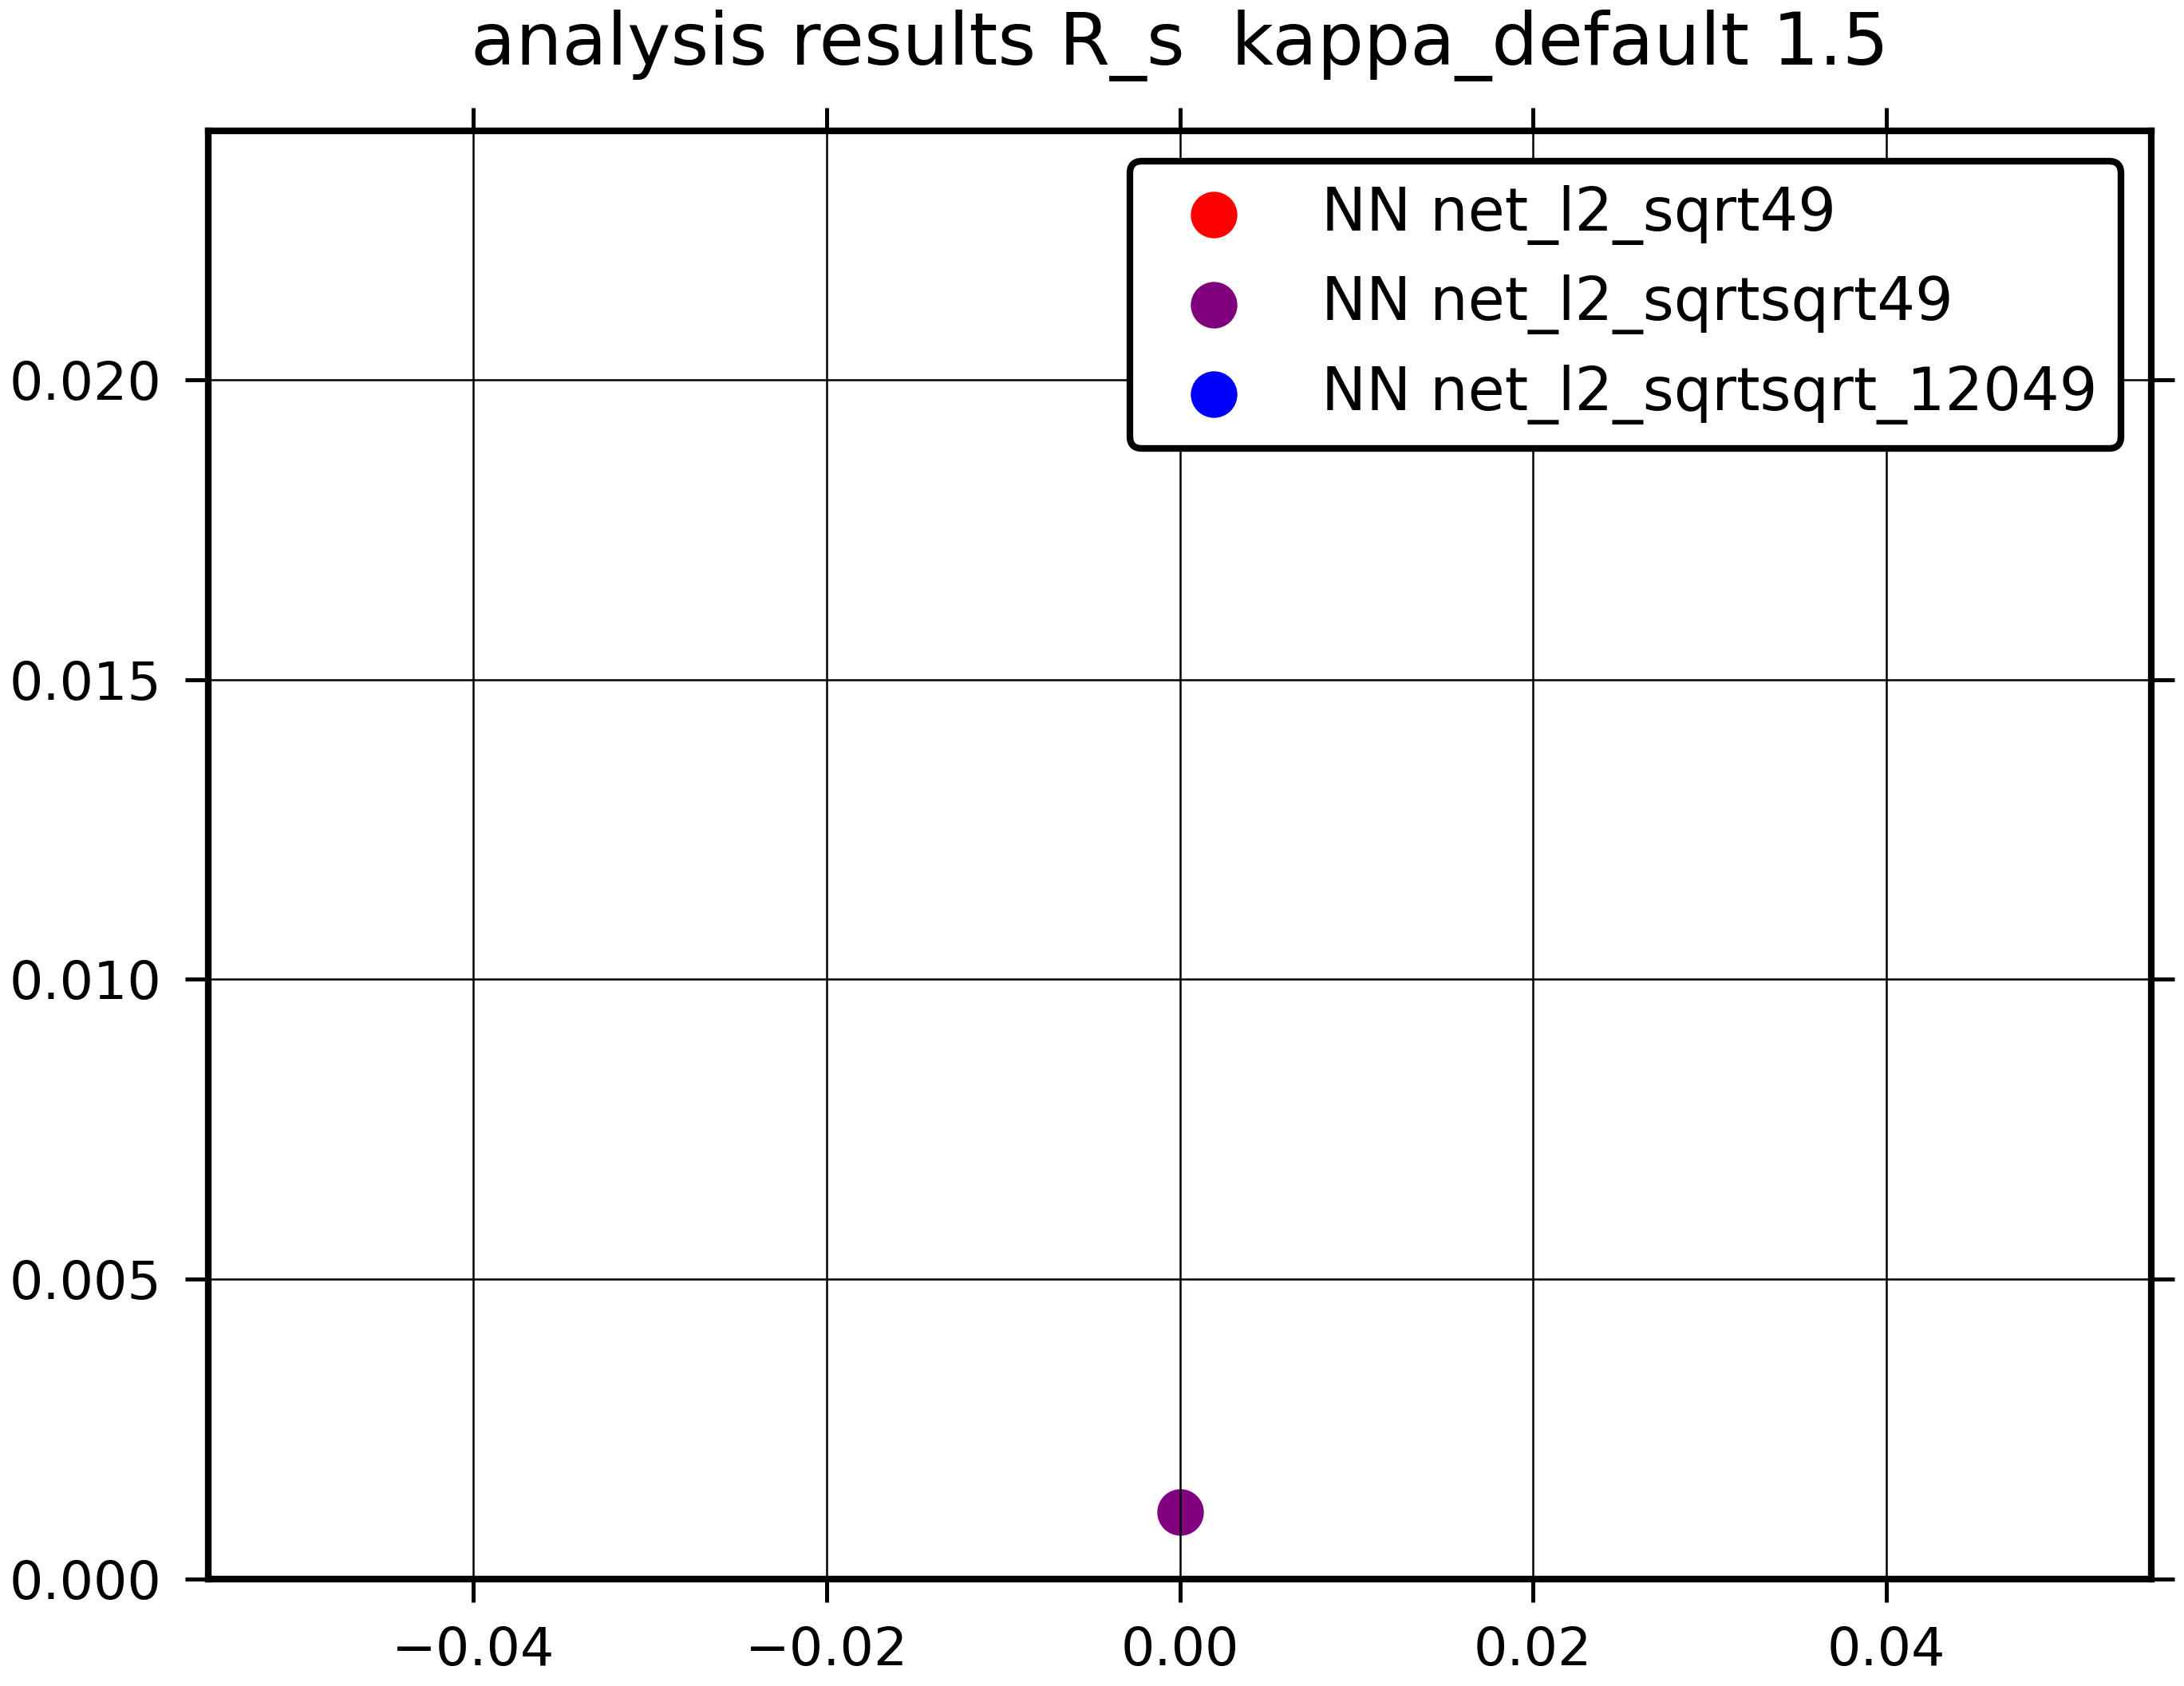 analysis results R_s  kappa_default 1.5
NN net_l2_sqrt49
NN net_l2_sqrtsqrt49
NN net_l2_sqrtsqrt_12049
0.020
0.015
0.010
0.005
0.000
−0.04 −0.02 0.00 0.02 0.04